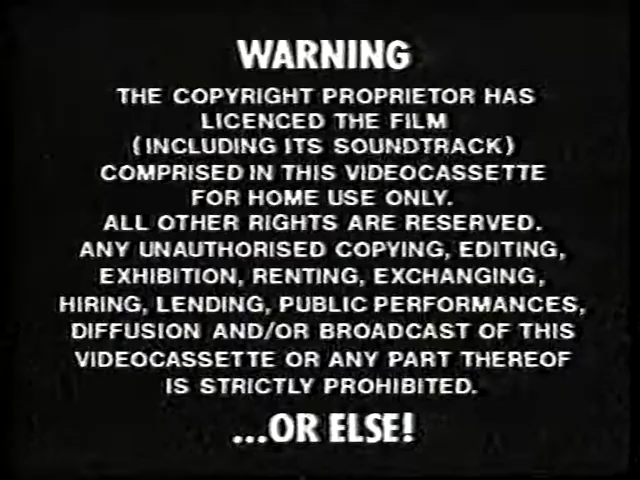 WARNING
THE COPYRIGHT PROPRIETOR HAS
LICENCED THE FILM
(INCLUDING ITS SOUNDTRACK)
COMPRISED IN THIS VIDEOCASSETTE
FOR HOME USE ONLY.
ALL OTHER RIGHTS ARE RESERVED.
ANY UNAUTHORISED COPYING, EDITING,
EXHIBITION, RENTING, EXCHANGING,
HIRING, LENDING, PUBLIC PERFORMANCES,
DIFFUSION AND/OR BROADCAST OF THIS
VIDEOCASSETTE OR ANY PART THEREOF
IS STRICTLY PROHIBITED.
...OR ELSE!